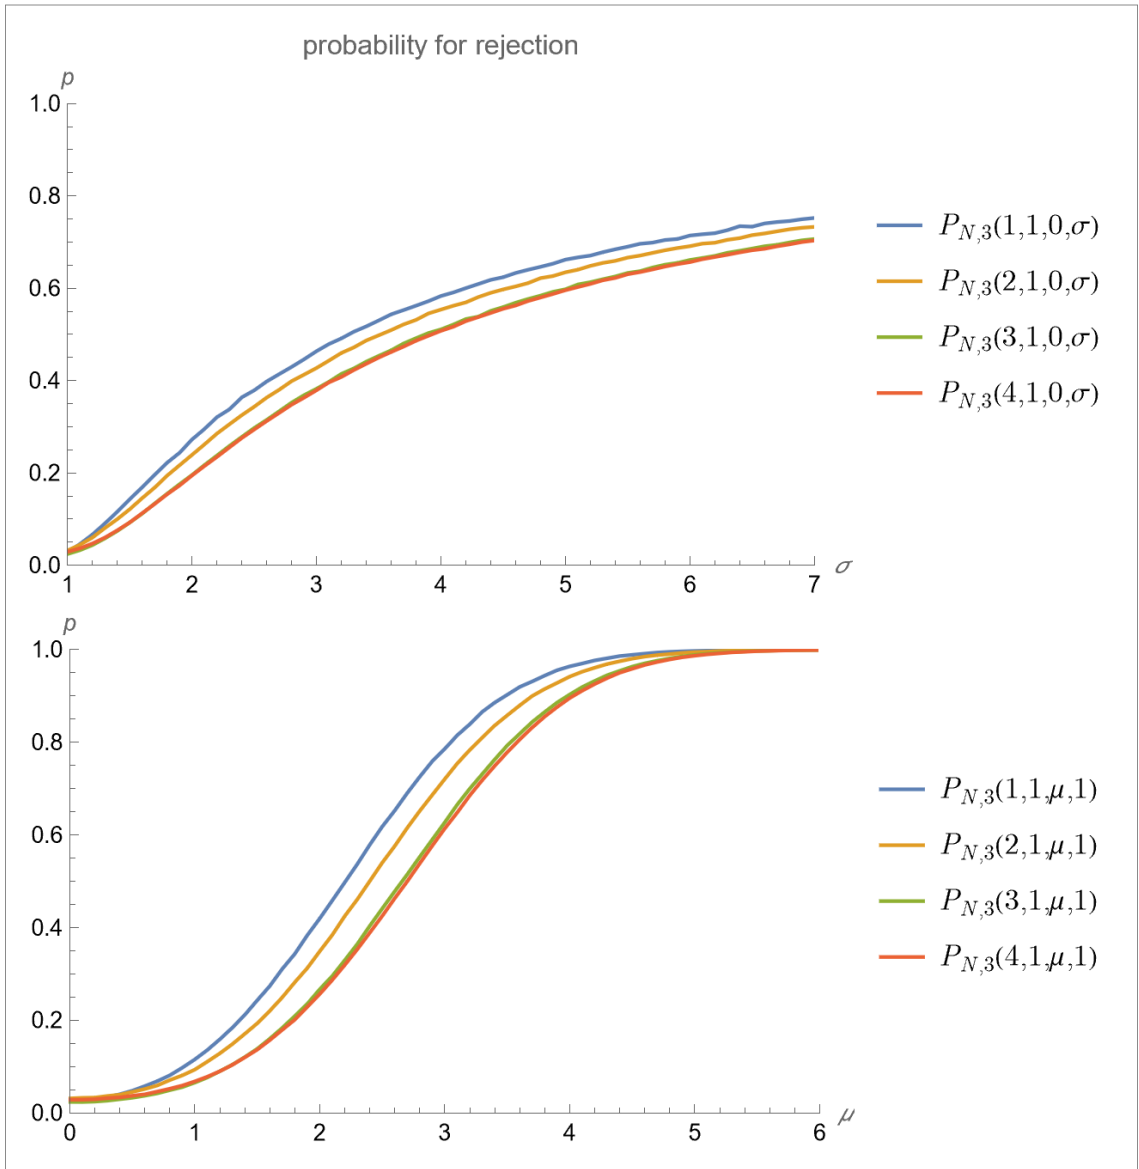 probability for rejection
p
1.0
0.8
0.6
0.4
0.2
0.0
1 2 3 4 5 6 7 σ
P_{N,3}(1,1,0,σ)
P_{N,3}(2,1,0,σ)
P_{N,3}(3,1,0,σ)
P_{N,3}(4,1,0,σ)
p
1.0
0.8
0.6
0.4
0.2
0.0
0 1 2 3 4 5 6 μ
P_{N,3}(1,1,μ,1)
P_{N,3}(2,1,μ,1)
P_{N,3}(3,1,μ,1)
P_{N,3}(4,1,μ,1)